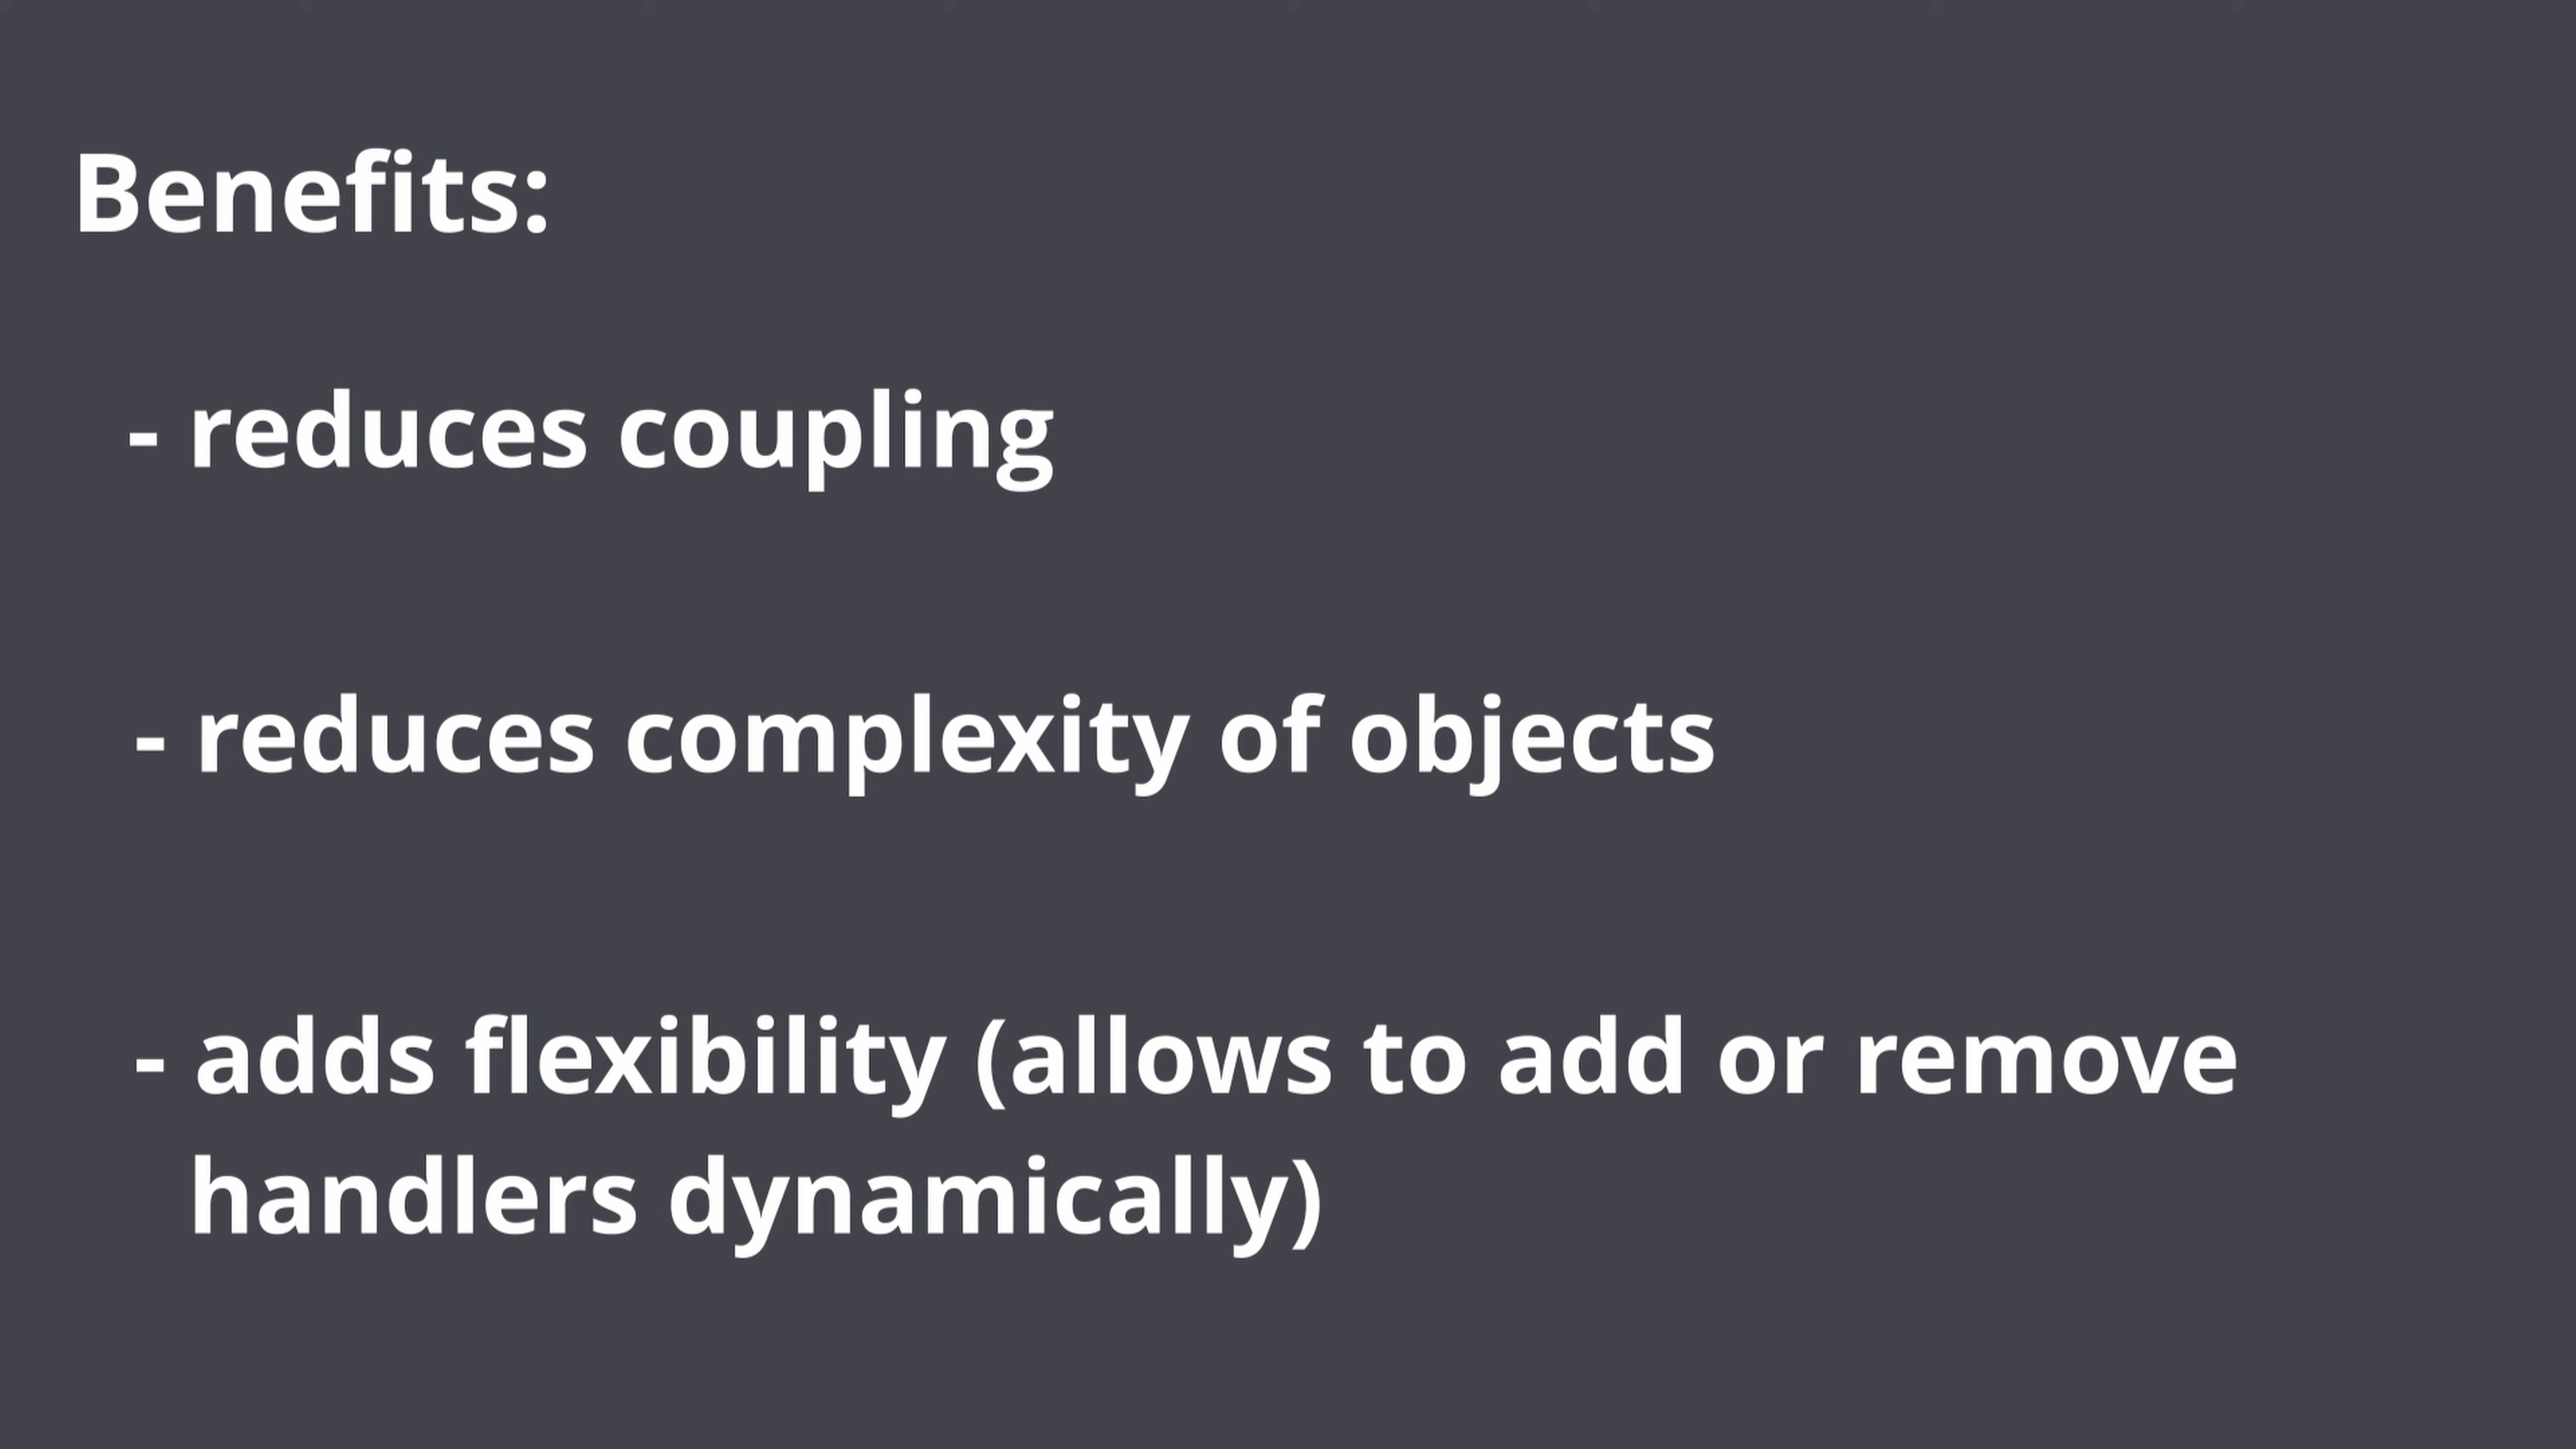 Benefits:
- reduces coupling
- reduces complexity of objects
- adds flexibility (allows to add or remove
handlers dynamically)